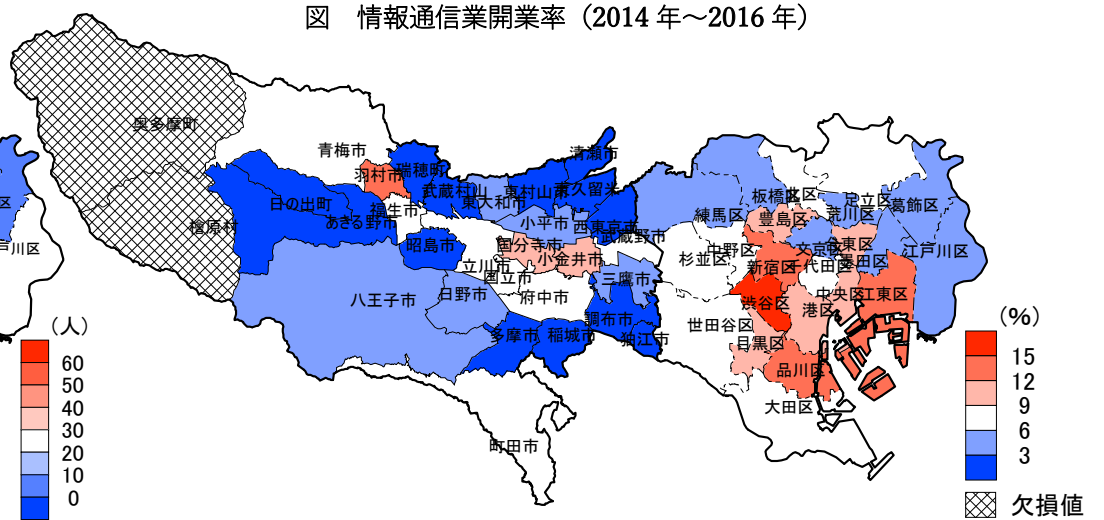 図　情報通信業開業率（2014 年～2016 年）
奥多摩町
青梅市
羽村市
瑞穂町
清瀬市
武蔵村山
東大和市
東村山市
東久留米
日の出町
福生市
あきる野市
檜原村
昭島市
小平市
西東京市
武蔵野市
国分寺市
小金井市
立川市
国立市
三鷹市
八王子市
日野市
府中市
調布市
多摩市
稲城市
狛江市
町田市
板橋区
北区
足立区
練馬区
豊島区
荒川区
葛飾区
中野区
文京区
台東区
墨田区
江戸川区
杉並区
新宿区
千代田区
渋谷区
中央区
江東区
港区
世田谷区
目黒区
品川区
大田区
区
戸川区
（人）
60
50
40
30
20
10
0
（%）
15
12
9
6
3
欠損値